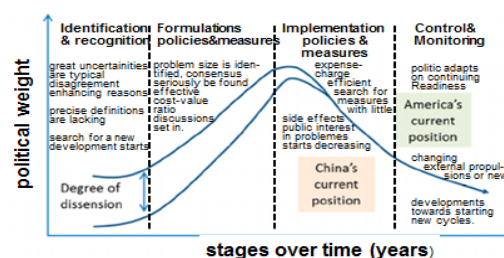 Identification
& recognition
Formulations
policies&measures
Implementation
policies &
measures
Control&
Monitoring
great uncertainities
are typical
disagreement
enhancing reasons
precise definitions
are lacking
search for a new
development starts
problem size is iden-
tified, consensus
seriously be found
effective
cost-value
ratio
discussions
set in.
expense-
charge
efficient
search for
measures
with little
side effects
public interest
in problemes
starts decreasing
politic adapts
on continuing
Readiness
America's
current
position
China's
current
position
changing
external propul-
sions or new
developments
towards starting
new cycles.
Degree of
dissension
political weight
stages over time (years)